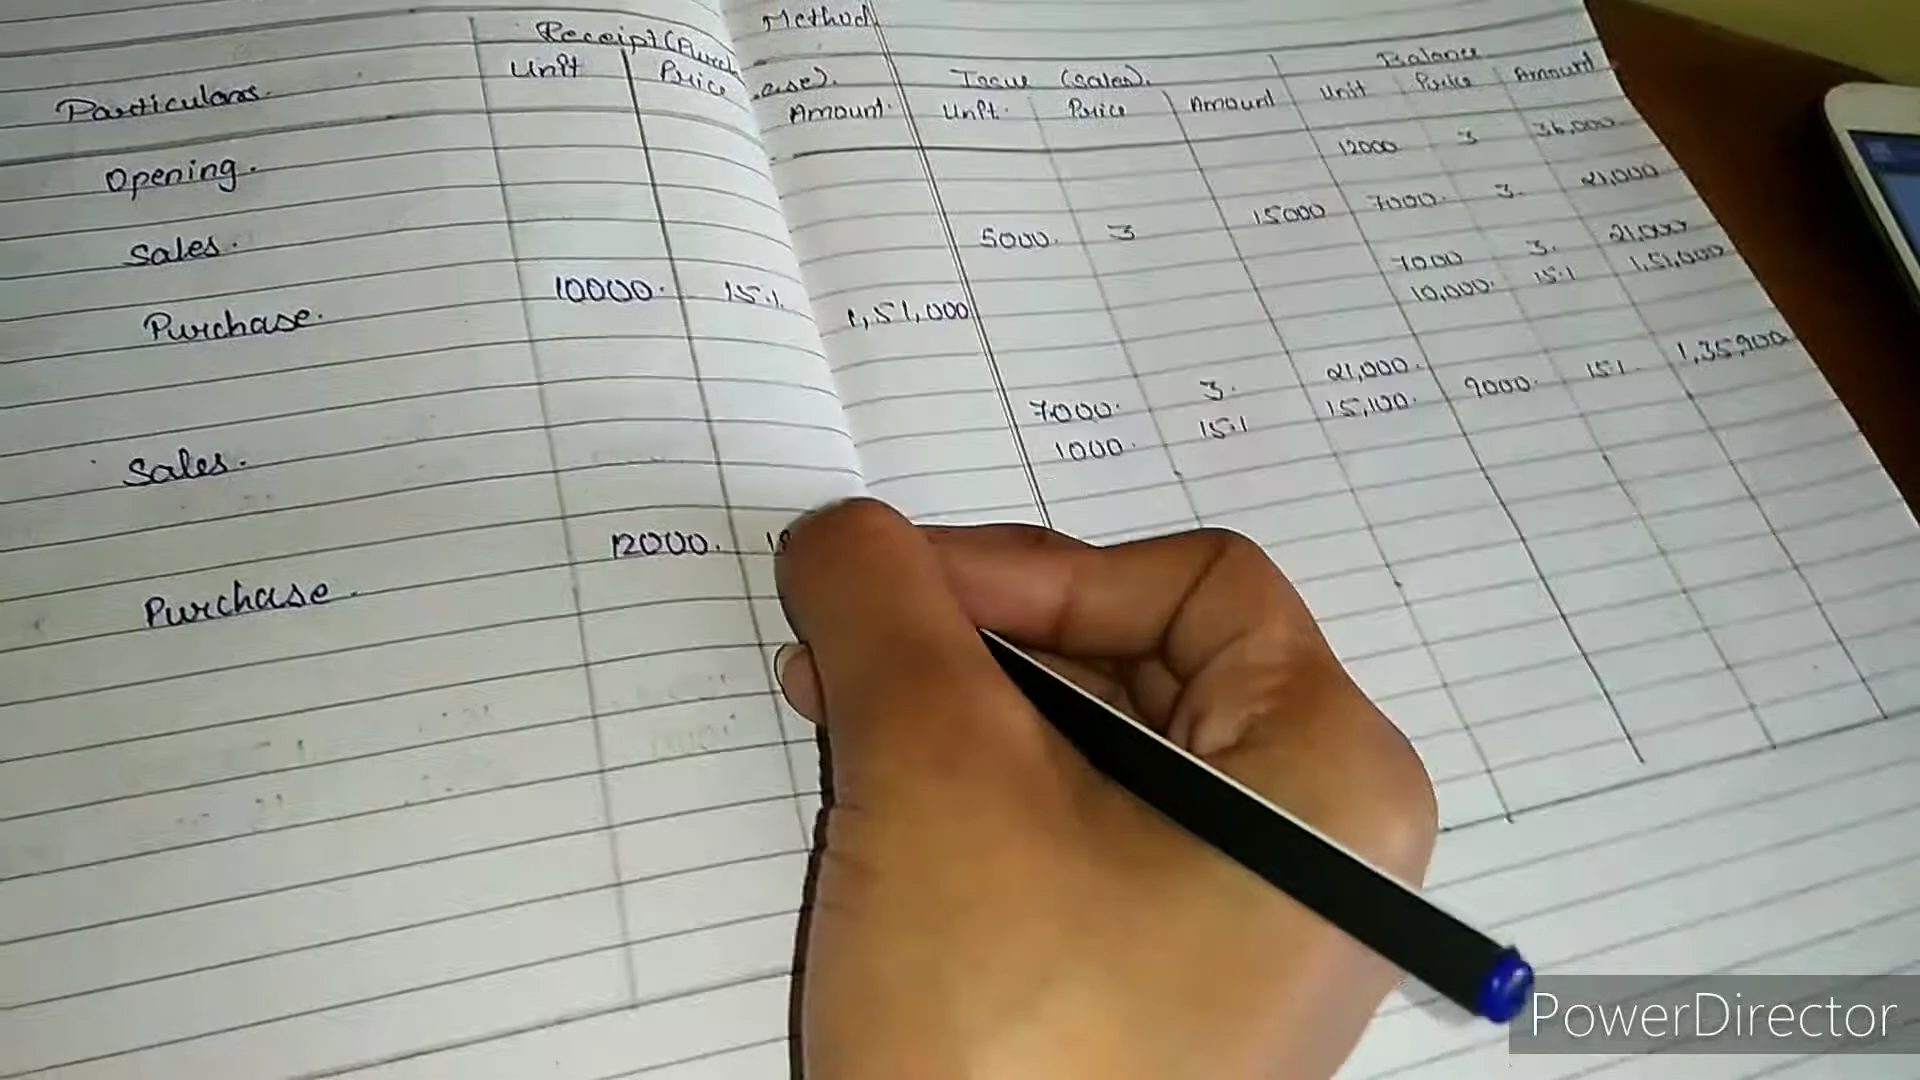 Method
Receipt (Purchase). Issue (Sales). Balance
Particulars. Unit Price Amount. Unit. Price Amount Unit Price Amount
Opening. 12000 3 36,000
Sales. 5000. 3 15000 7000. 3. 21,000
7000 3. 21,000
Purchase. 10000. 15.1. 1,51,000 10,000. 15.1 1,51,000
Sales. 7000. 3. 21,000. 9000. 15.1. 1,35,900
1000. 15.1 15,100.
Purchase. 12000.
PowerDirector